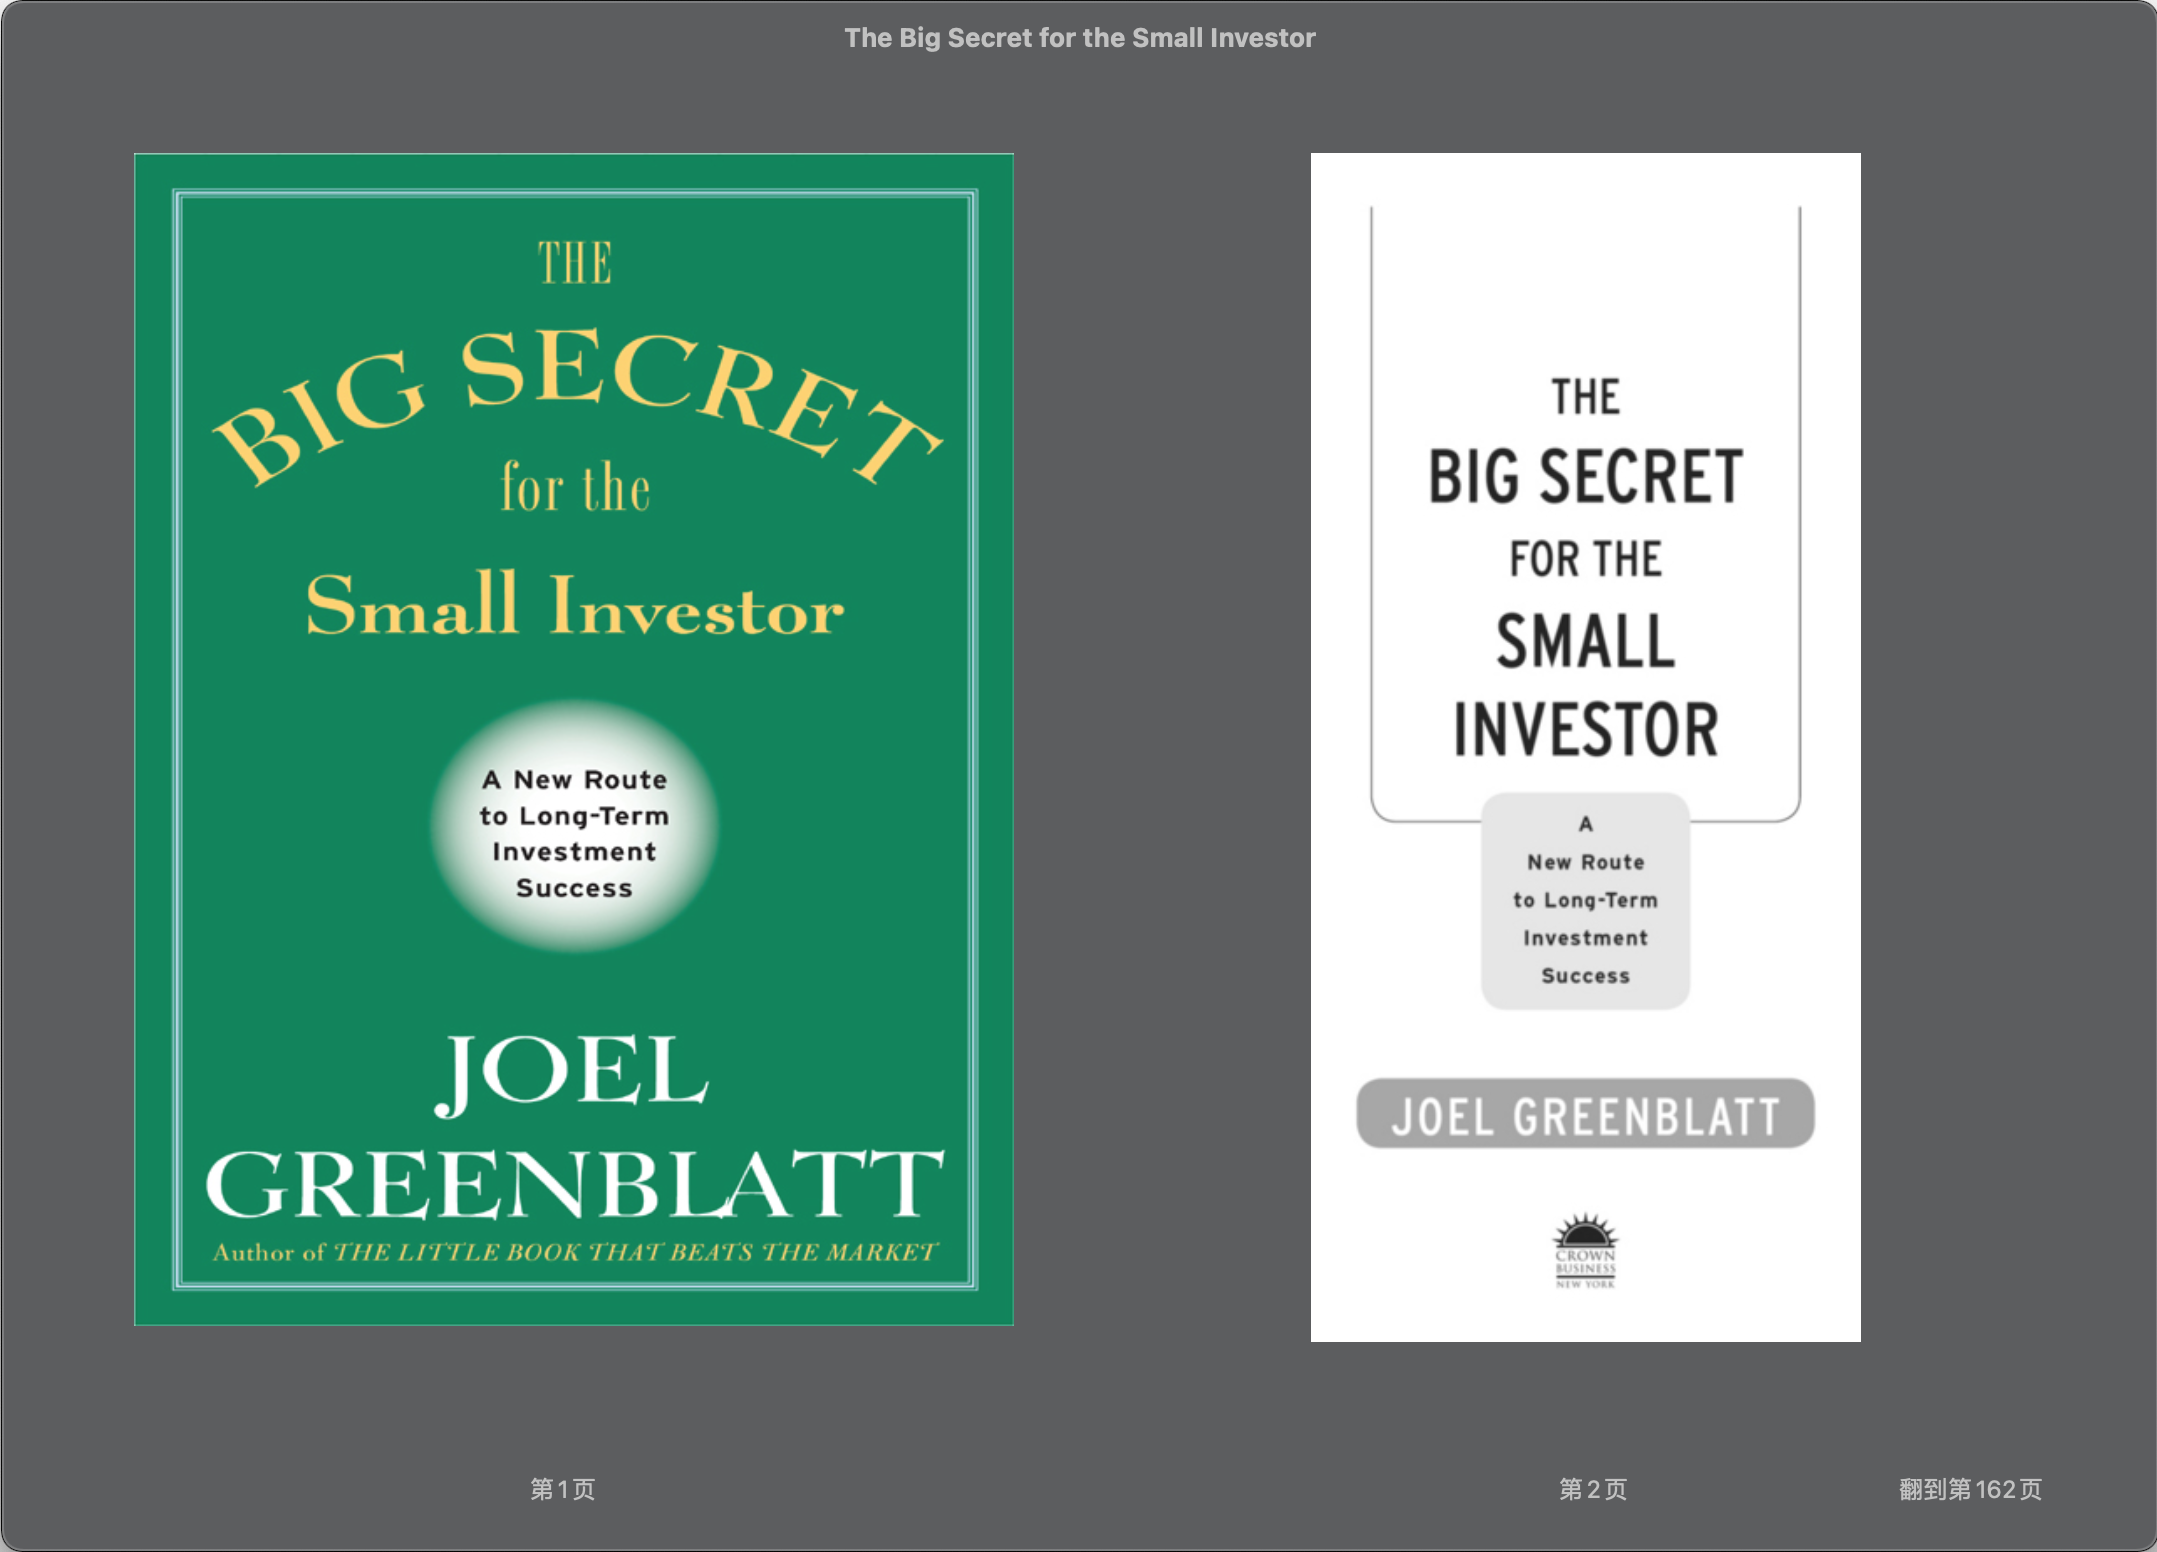 The Big Secret for the Small Investor
THE
BIG SECRET
for the
Small Investor
A New Route
to Long-Term
Investment
Success
JOEL
GREENBLATT
Author of THE LITTLE BOOK THAT BEATS THE MARKET
THE
BIG SECRET
FOR THE
SMALL
INVESTOR
A
New Route
to Long-Term
Investment
Success
JOEL GREENBLATT
CROWN
BUSINESS
NEW YORK
第1页
第2页
翻到第162页